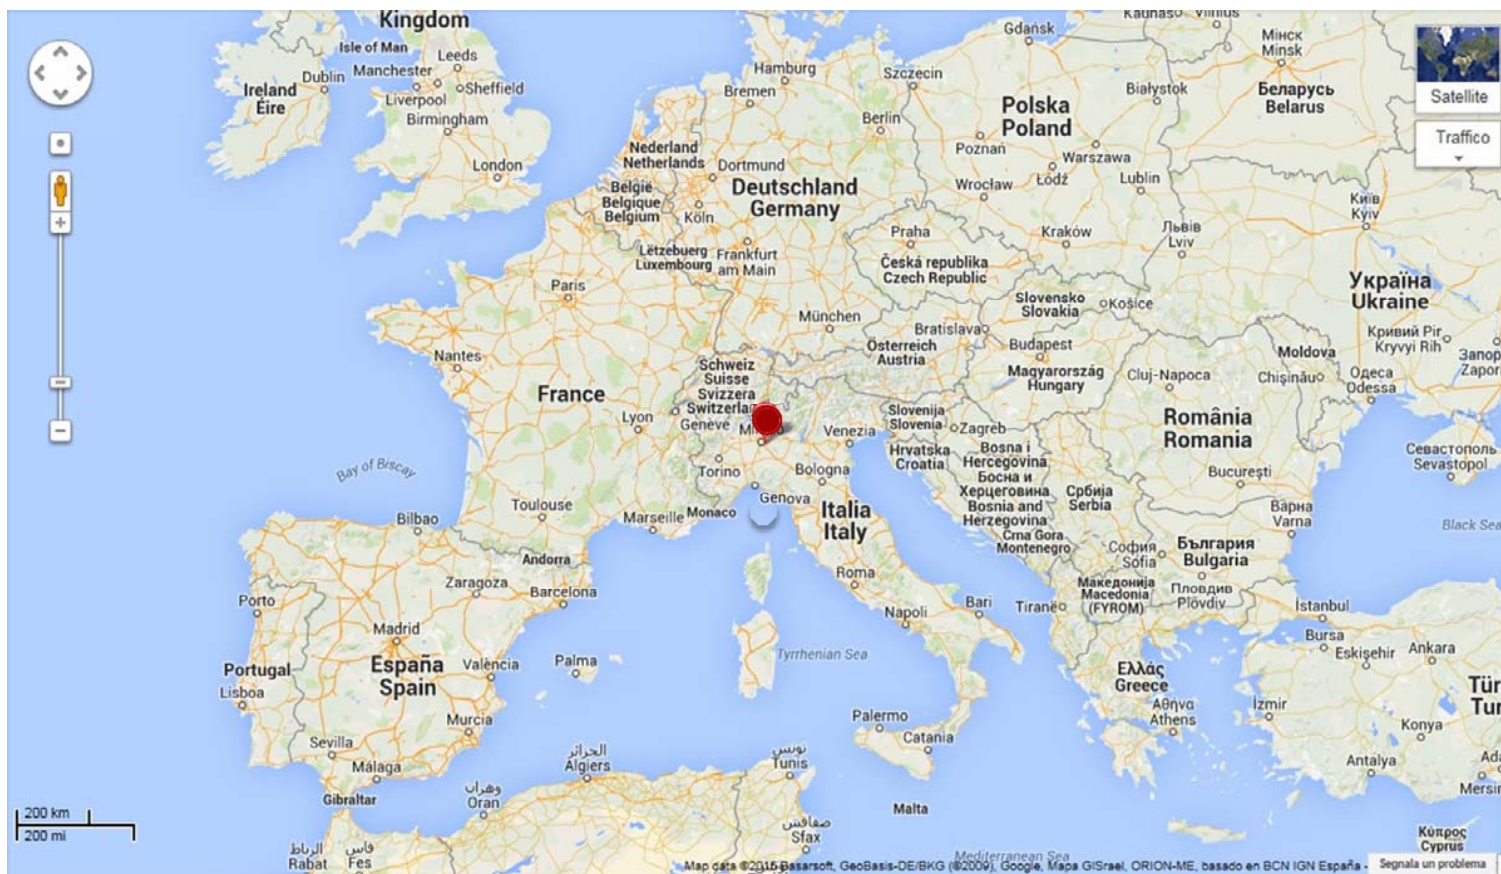 Kingdom
Isle of Man
Leeds
Dublin
Manchester
Sheffield
Ireland
Éire
Liverpool
Birmingham
London
Gdańsk
Kaunas
Vilnius
Мінск
Minsk
Satellite
Traffico
Hamburg
Szczecin
Bremen
Białystok
Беларусь
Belarus
Berlin
Polska
Poland
Poznań
Warszawa
Nederland
Netherlands
Dortmund
Łódź
Lublin
België
Belgique
Belgium
Köln
Deutschland
Germany
Wrocław
Київ
Kyiv
Praha
Kraków
Львів
Lviv
Lëtzebuerg
Luxembourg
Frankfurt
am Main
Česká republika
Czech Republic
Україна
Ukraine
Paris
Slovensko
Slovakia
Košice
München
Bratislava
Österreich
Austria
Budapest
Кривий Ріг
Kryvyi Rih
Nantes
Schweiz
Suisse
Svizzera
Magyarország
Hungary
Moldova
Chișinău
Cluj-Napoca
Одеса
Odessa
France
Lyon
Geneve
Venezia
Slovenija
Slovenia
Zagreb
România
Romania
Hrvatska
Croatia
Bosna i
Hercegovina
Босна и
Херцеговина
Bosnia and
Herzegovina
Севастополь
Sevastopol
Bay of Biscay
Torino
Bologna
Србија
Serbia
București
Toulouse
Genova
Italia
Italy
Варна
Varna
Black Sea
Bilbao
Marseille
Monaco
Crna Gora
Montenegro
София
Sofia
България
Bulgaria
Andorra
Zaragoza
Barcelona
Roma
Македонија
Macedonia
(FYROM)
Пловдив
Plovdiv
Porto
Napoli
Bari
Tiranë
İstanbul
Madrid
Bursa
Ankara
Eskişehir
Portugal
España
Spain
València
Palma
Tyrrhenian Sea
Ελλάς
Greece
Lisboa
Αθήνα
Athens
İzmir
Murcia
Palermo
Konya
Sevilla
Catania
Málaga
الجزائر
Algiers
تونس
Tunis
Antalya
Gibraltar
وهران
Oran
Malta
200 km
200 mi
صفاقس
Sfax
Κύπρος
Cyprus
الرباط
Rabat
فاس
Fes
Mediterranean Sea
Segnala un problema